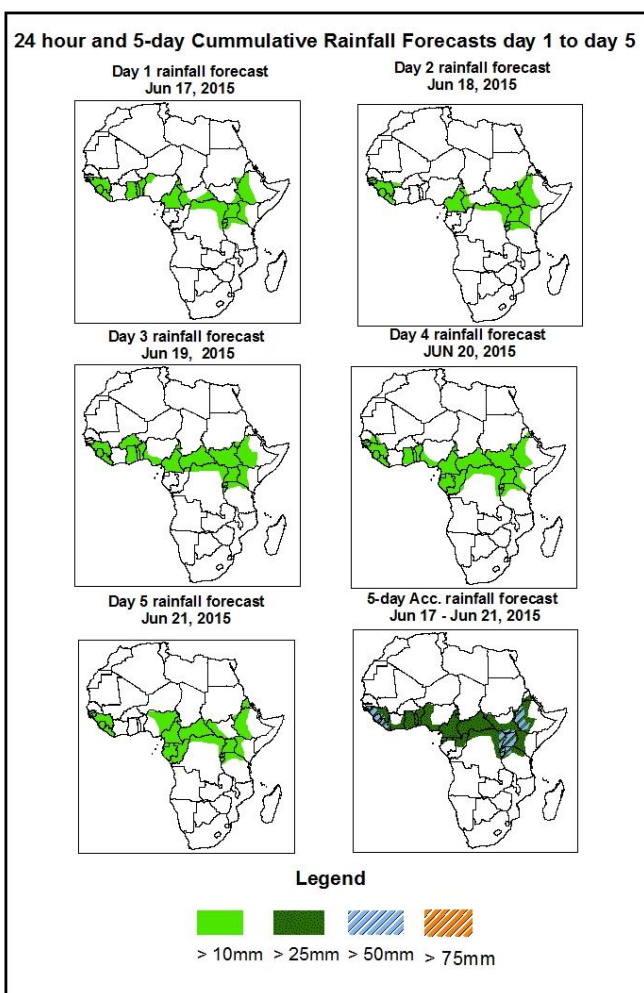 24 hour and 5-day Cummulative Rainfall Forecasts day 1 to day 5
Day 1 rainfall forecast
Jun 17, 2015
Day 2 rainfall forecast
Jun 18, 2015
Day 3 rainfall forecast
Jun 19, 2015
Day 4 rainfall forecast
JUN 20, 2015
Day 5 rainfall forecast
Jun 21, 2015
5-day Acc. rainfall forecast
Jun 17 - Jun 21, 2015
Legend
> 10mm > 25mm > 50mm > 75mm